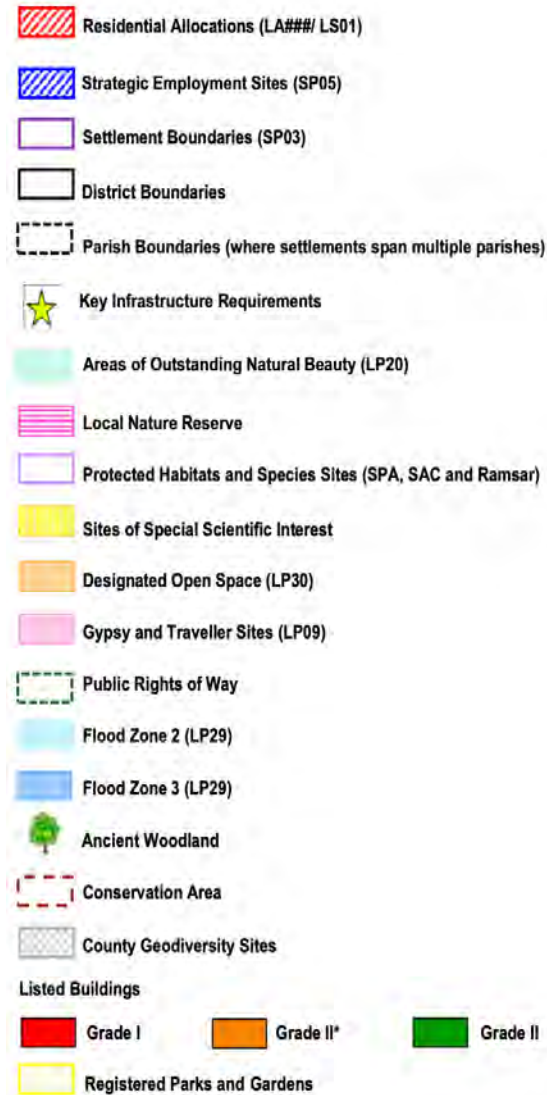 Residential Allocations (LA###/ LS01)
Strategic Employment Sites (SP05)
Settlement Boundaries (SP03)
District Boundaries
Parish Boundaries (where settlements span multiple parishes)
Key Infrastructure Requirements
Areas of Outstanding Natural Beauty (LP20)
Local Nature Reserve
Protected Habitats and Species Sites (SPA, SAC and Ramsar)
Sites of Special Scientific Interest
Designated Open Space (LP30)
Gypsy and Traveller Sites (LP09)
Public Rights of Way
Flood Zone 2 (LP29)
Flood Zone 3 (LP29)
Ancient Woodland
Conservation Area
County Geodiversity Sites
Listed Buildings
Grade I Grade II* Grade II
Registered Parks and Gardens